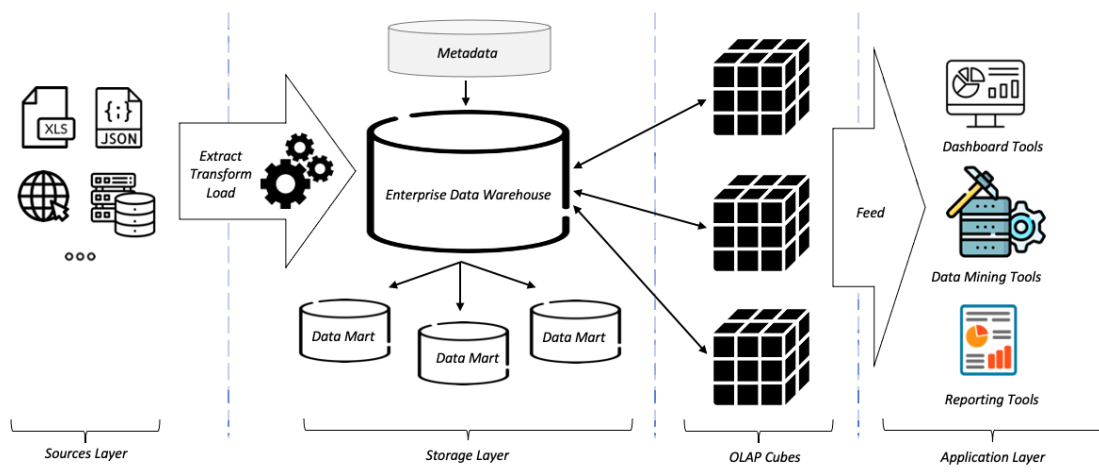 Metadata
XLS
{;}
JSON
Extract
Transform
Load
Enterprise Data Warehouse
Feed
Dashboard Tools
Data Mining Tools
Data Mart
Data Mart
Data Mart
Reporting Tools
Sources Layer
Storage Layer
OLAP Cubes
Application Layer